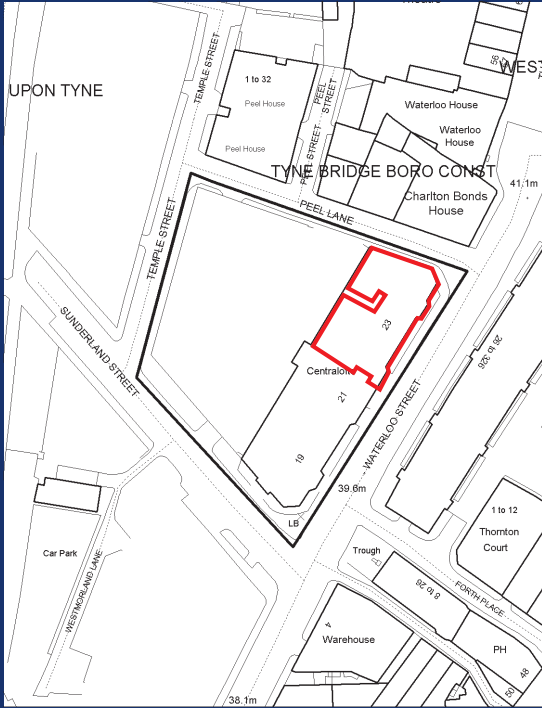 TEMPLE STREET
1 to 32
Peel House
Peel House
PEEL
STREET
PEEL STREET
56
UPON TYNE
Waterloo House
Waterloo
House
TYNE BRIDGE BORO CONST
41.1m
Charlton Bonds
House
PEEL LANE
TEMPLE STREET
SUNDERLAND STREET
23
Centralofts
21
19
WATERLOO STREET
26 to 326
39.6m
LB
1 to 12
Thornton
Court
Trough
Car Park
WESTMORLAND LANE
8 to 26
FORTH PLACE
4
Warehouse
PH
48
50
38.1m